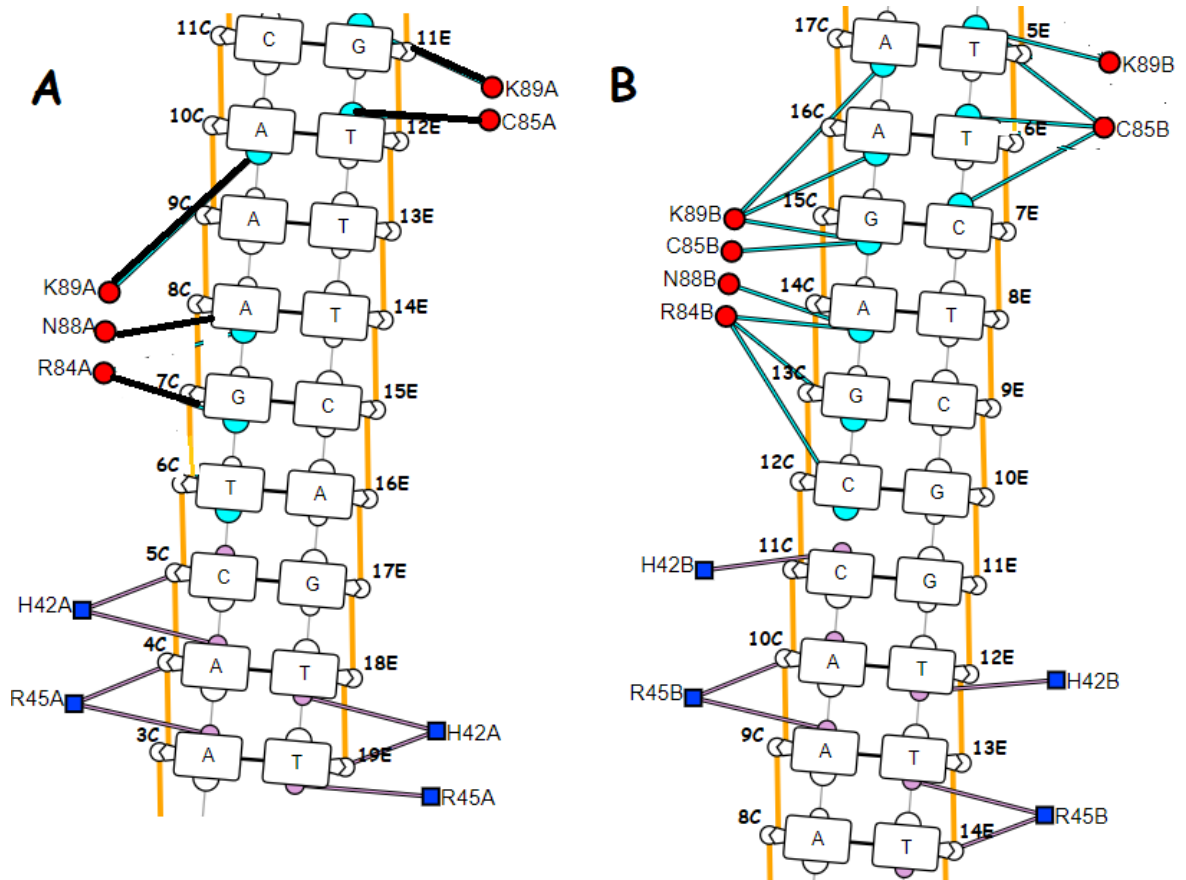 A
11C C G 11E
K89A
C85A
10C A T 12E
9C A T 13E
K89A
8C A T 14E
N88A
R84A
7C G C 15E
6C T A 16E
5C C G 17E
H42A
4C A T 18E
R45A
H42A
3C A T 19E
R45A
B
17C A T 5E
K89B
16C A T 6E
C85B
15C G C 7E
K89B
C85B
N88B
14C A T 8E
R84B
13C G C 9E
12C C G 10E
11C C G 11E
H42B
10C A T 12E
H42B
R45B
9C A T 13E
R45B
8C A T 14E